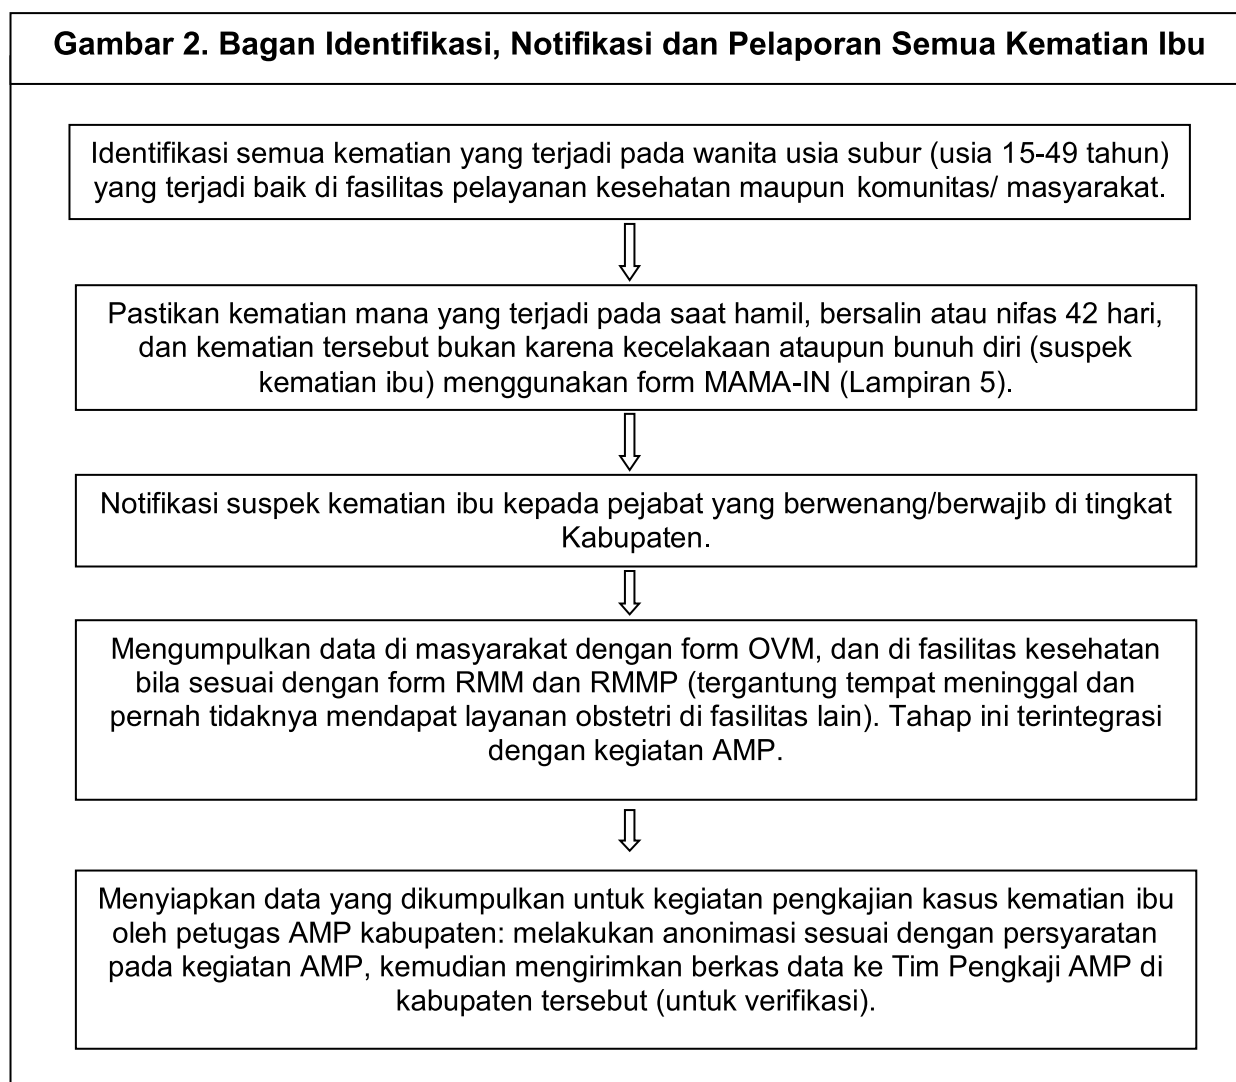 Gambar 2. Bagan Identifikasi, Notifikasi dan Pelaporan Semua Kematian Ibu
Identifikasi semua kematian yang terjadi pada wanita usia subur (usia 15-49 tahun)
yang terjadi baik di fasilitas pelayanan kesehatan maupun komunitas/ masyarakat.
Pastikan kematian mana yang terjadi pada saat hamil, bersalin atau nifas 42 hari,
dan kematian tersebut bukan karena kecelakaan ataupun bunuh diri (suspek
kematian ibu) menggunakan form MAMA-IN (Lampiran 5).
Notifikasi suspek kematian ibu kepada pejabat yang berwenang/berwajib di tingkat
Kabupaten.
Mengumpulkan data di masyarakat dengan form OVM, dan di fasilitas kesehatan
bila sesuai dengan form RMM dan RMMP (tergantung tempat meninggal dan
pernah tidaknya mendapat layanan obstetri di fasilitas lain). Tahap ini terintegrasi
dengan kegiatan AMP.
Menyiapkan data yang dikumpulkan untuk kegiatan pengkajian kasus kematian ibu
oleh petugas AMP kabupaten: melakukan anonimasi sesuai dengan persyaratan
pada kegiatan AMP, kemudian mengirimkan berkas data ke Tim Pengkaji AMP di
kabupaten tersebut (untuk verifikasi).